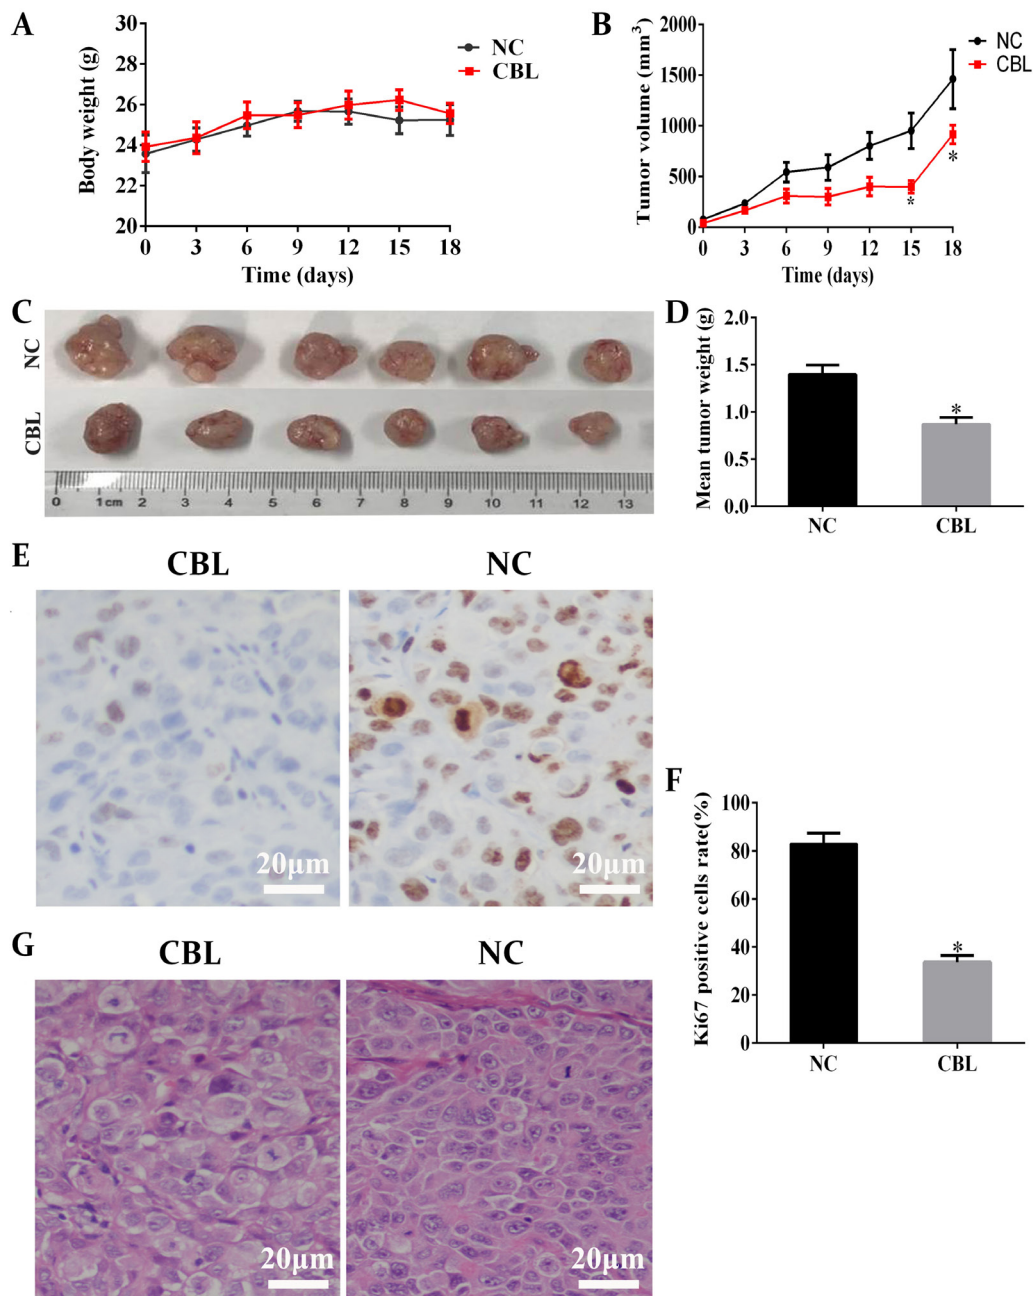 A
Body weight (g)
30
28
26
24
22
20
0 3 6 9 12 15 18
Time (days)
NC
CBL
B
Tumor volume (mm³)
2000
1500
1000
500
0
0 3 6 9 12 15 18
Time (days)
NC
CBL
*
*
C
NC
CBL
0 1cm 2 3 4 5 6 7 8 9 10 11 12 13
D
Mean tumor weight (g)
2.0
1.5
1.0
0.5
0.0
*
NC CBL
E
CBL NC
20μm 20μm
F
Ki67 positive cells rate(%)
100
80
60
40
20
0
*
NC CBL
G
CBL NC
20μm 20μm